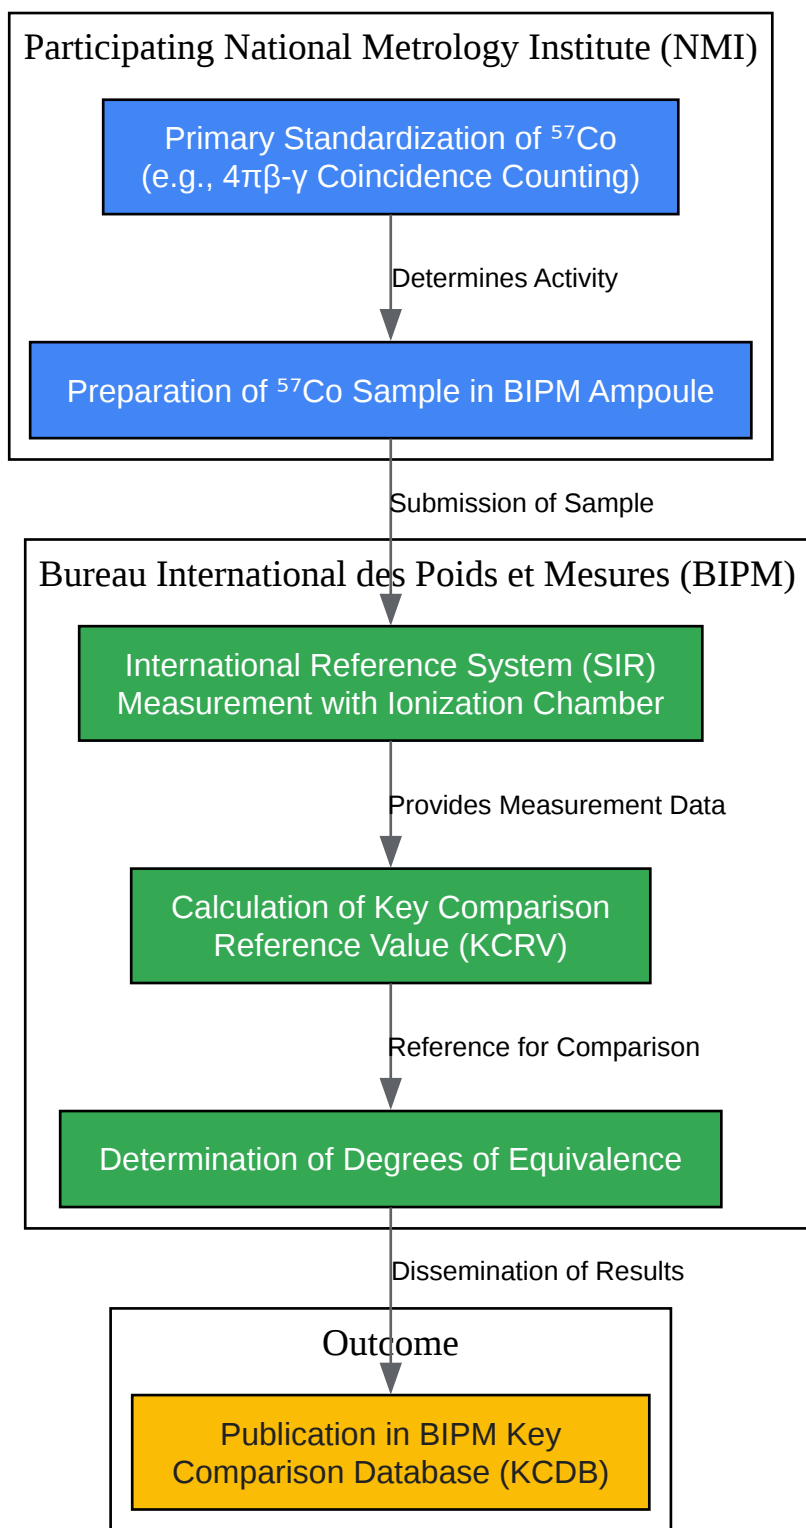 Participating National Metrology Institute (NMI)
Primary Standardization of ⁵⁷Co
(e.g., 4πβ-γ Coincidence Counting)
Determines Activity
Preparation of ⁵⁷Co Sample in BIPM Ampoule
Submission of Sample
Bureau International des Poids et Mesures (BIPM)
International Reference System (SIR)
Measurement with Ionization Chamber
Provides Measurement Data
Calculation of Key Comparison
Reference Value (KCRV)
Reference for Comparison
Determination of Degrees of Equivalence
Dissemination of Results
Outcome
Publication in BIPM Key
Comparison Database (KCDB)